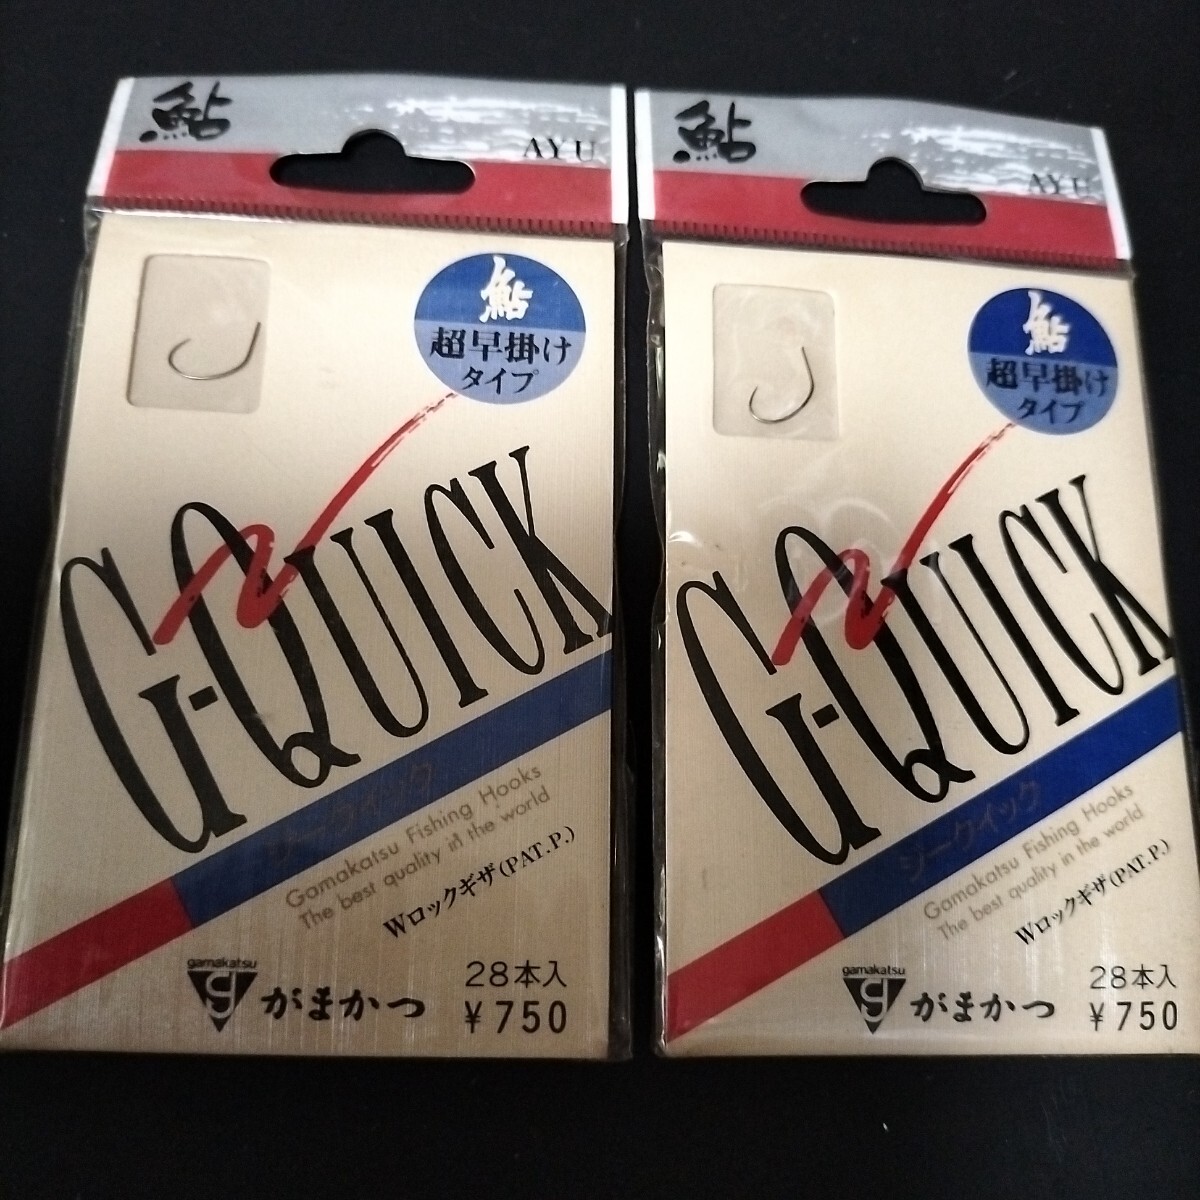 鮎
AYU
鮎
超早掛け
タイプ
G-QUICK
ジークイック
Gamakatsu Fishing Hooks
The best quality in the world
Wロックギザ(PAT.P.)
gamakatsu
g がまかつ
28本入
¥750
鮎
AYU
鮎
超早掛け
タイプ
G-QUICK
ジークイック
Gamakatsu Fishing Hooks
The best quality in the world
Wロックギザ(PAT.P.)
gamakatsu
g がまかつ
28本入
¥750